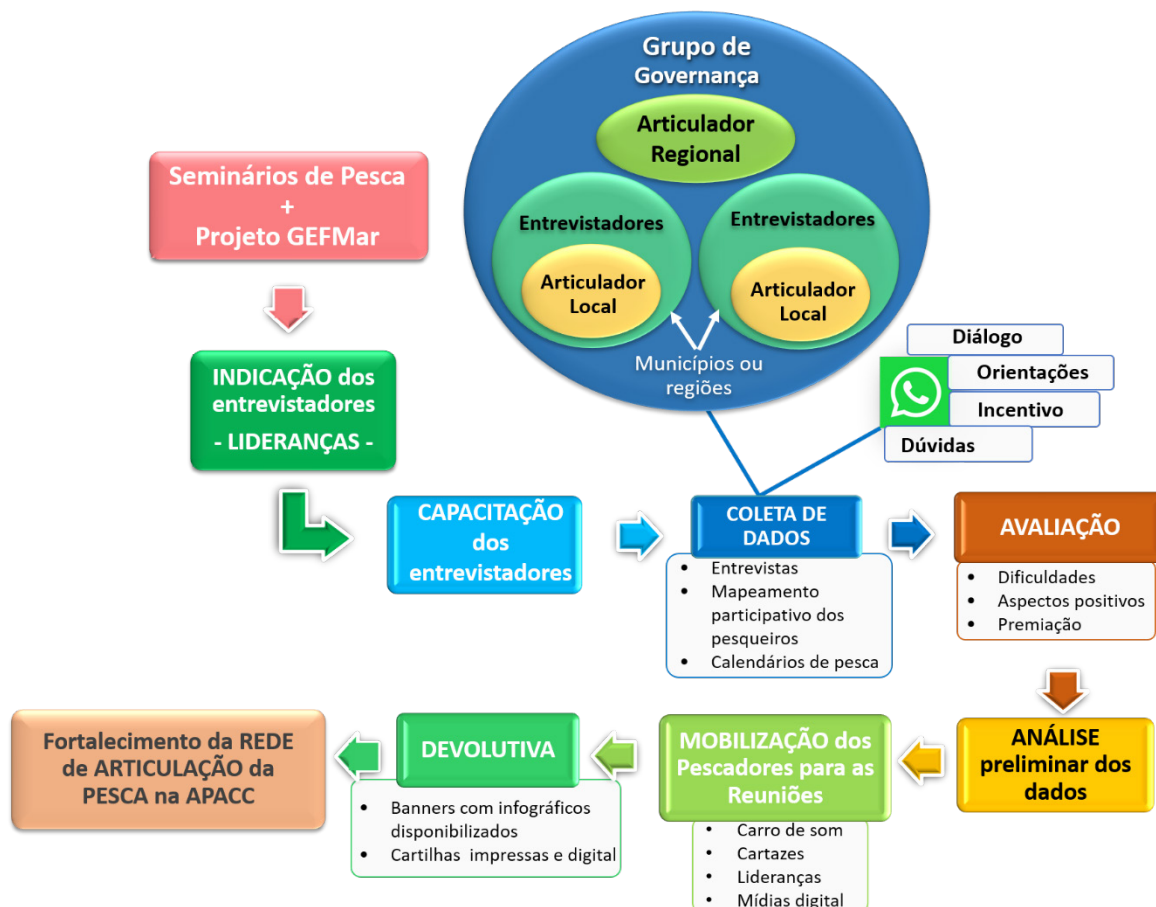 Grupo de
Governança
Articulador
Regional
Entrevistadores
Articulador
Local
Entrevistadores
Articulador
Local
Municípios ou
regiões
Seminários de Pesca
+
Projeto GEFMar
INDICAÇÃO dos
entrevistadores
- LIDERANÇAS -
Diálogo
Orientações
Incentivo
Dúvidas
CAPACITAÇÃO
dos
entrevistadores
COLETA DE
DADOS
• Entrevistas
• Mapeamento
participativo dos
pesqueiros
• Calendários de pesca
AVALIAÇÃO
• Dificuldades
• Aspectos positivos
• Premiação
ANÁLISE
preliminar dos
dados
MOBILIZAÇÃO dos
Pescadores para as
Reuniões
• Carro de som
• Cartazes
• Lideranças
• Mídias digital
DEVOLUTIVA
• Banners com infográficos
disponibilizados
• Cartilhas impressas e digital
Fortalecimento da REDE
de ARTICULAÇÃO da
PESCA na APACC